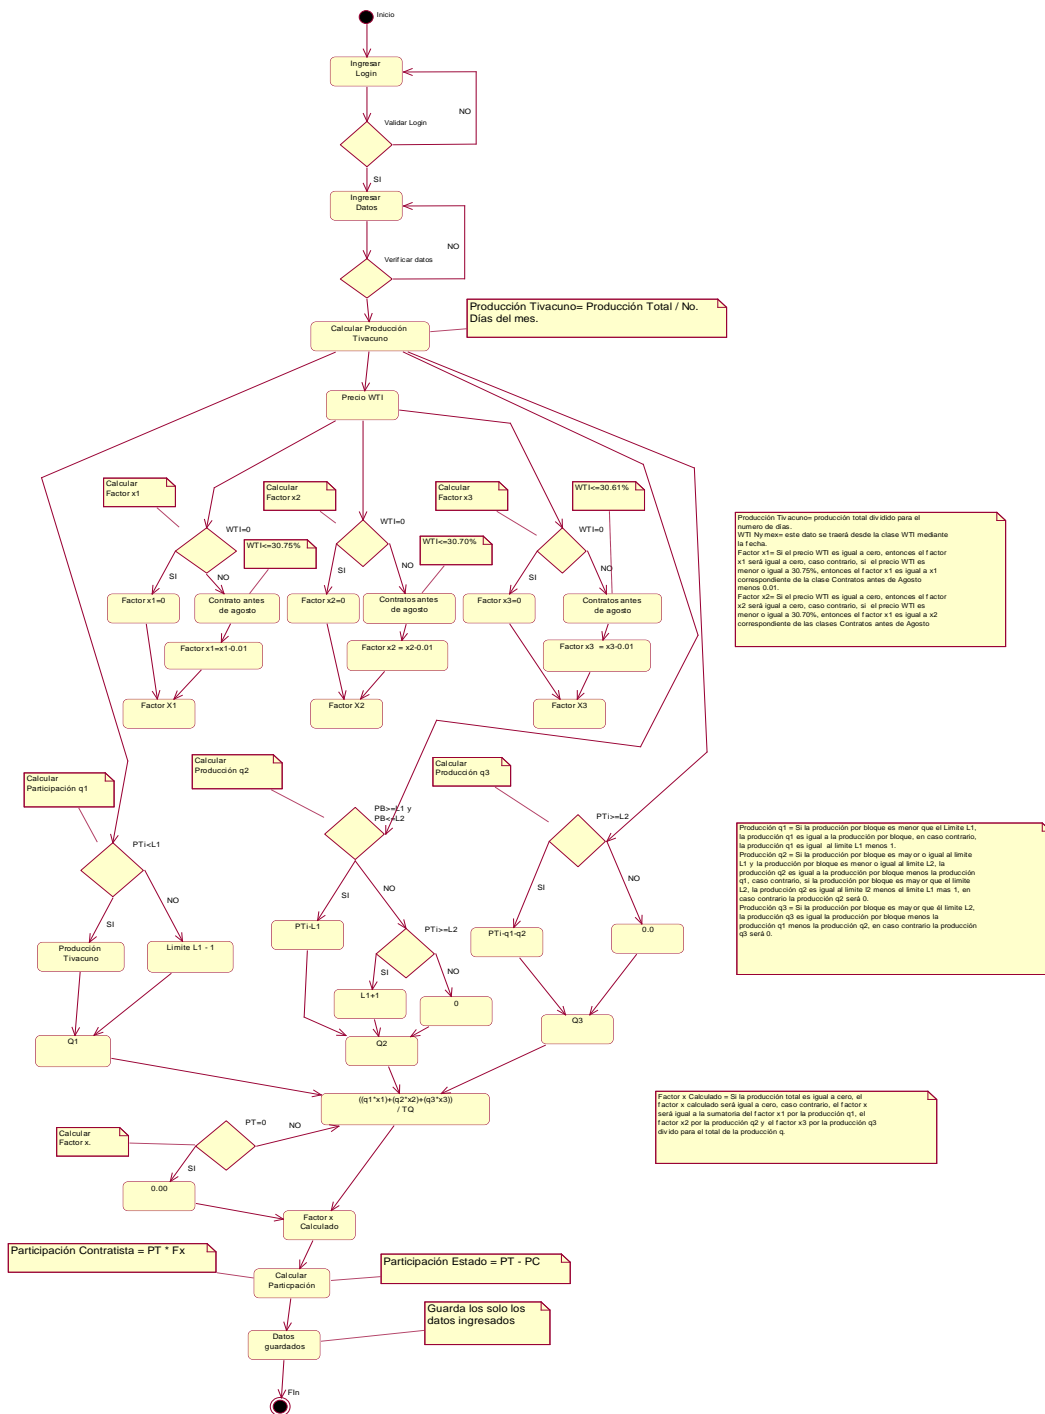 Inicio
Ingresar
Login
NO
Validar Login
SI
Ingresar
Datos
NO
Verificar datos
Producción Tivacuno= Producción Total / No.
Días del mes.
Calcular Producción
Tivacuno
Precio WTI
Calcular
Factor x1
Calcular
Factor x2
Calcular
Factor x3
WTI<=30.61%
WTI=0
WTI<=30.75%
WTI=0
WTI<=30.70%
WTI=0
SI
NO
SI
NO
SI
NO
Factor x1=0
Contrato antes
de agosto
Factor x2=0
Contratos antes
de agosto
Factor x3=0
Contratos antes
de agosto
Factor x1=x1-0.01
Factor x2 = x2-0.01
Factor x3 = x3-0.01
Factor X1
Factor X2
Factor X3
Producción Tivacuno= producción total dividido para el
numero de días.
WTI Nymex= este dato se traerá desde la clase WTI mediante
la fecha.
Factor x1= Si el precio WTI es igual a cero, entonces el factor
x1 será igual a cero, caso contrario, si el precio WTI es
menor o igual a 30.75%, entonces el factor x1 es igual a x1
correspondiente de la clase Contratos antes de Agosto
menos 0.01.
Factor x2= Si el precio WTI es igual a cero, entonces el factor
x2 será igual a cero, caso contrario, si el precio WTI es
menor o igual a 30.70%, entonces el factor x1 es igual a x2
correspondiente de las clases Contratos antes de Agosto
Calcular
Participación q1
Calcular
Producción q2
Calcular
Producción q3
PTi<L1
PB>=L1 y
PB<=L2
PTi>=L2
SI
NO
SI
NO
SI
NO
Producción
Tivacuno
Limite L1 - 1
PTi-L1
PTi>=L2
PTi-q1-q2
0.0
SI
NO
L1+1
0
Q1
Q2
Q3
Producción q1 = Si la producción por bloque es menor que el Limite L1,
la producción q1 es igual a la producción por bloque, en caso contrario,
la producción q1 es igual al limite L1 menos 1.
Producción q2 = Si la producción por bloque es mayor o igual al limite
L1 y la producción por bloque es menor o igual al limite L2, la
producción q2 es igual a la producción por bloque menos la producción
q1, caso contrario, si la producción por bloque es mayor que el limite
L2, la producción q2 es igual al limite l2 menos el limite L1 mas 1, en
caso contrario la producción q2 será 0.
Producción q3 = Si la producción por bloque es mayor que él limite L2,
la producción q3 es igual la producción por bloque menos la
producción q1 menos la producción q2, en caso contrario la producción
q3 será 0.
((q1*x1)+(q2*x2)+(q3*x3))
/ TQ
Calcular
Factor x.
PT=0
NO
SI
0.00
Factor x Calculado = Si la producción total es igual a cero, el
factor x calculado será igual a cero, caso contrario, el factor x
será igual a la sumatoria del factor x1 por la producción q1, el
factor x2 por la producción q2 y el factor x3 por la producción q3
divido para el total de la producción q.
Factor x
Calculado
Participación Contratista = PT * Fx
Calcular
Particpación
Participación Estado = PT - PC
Guarda los solo los
datos ingresados
Datos
guardados
FIn